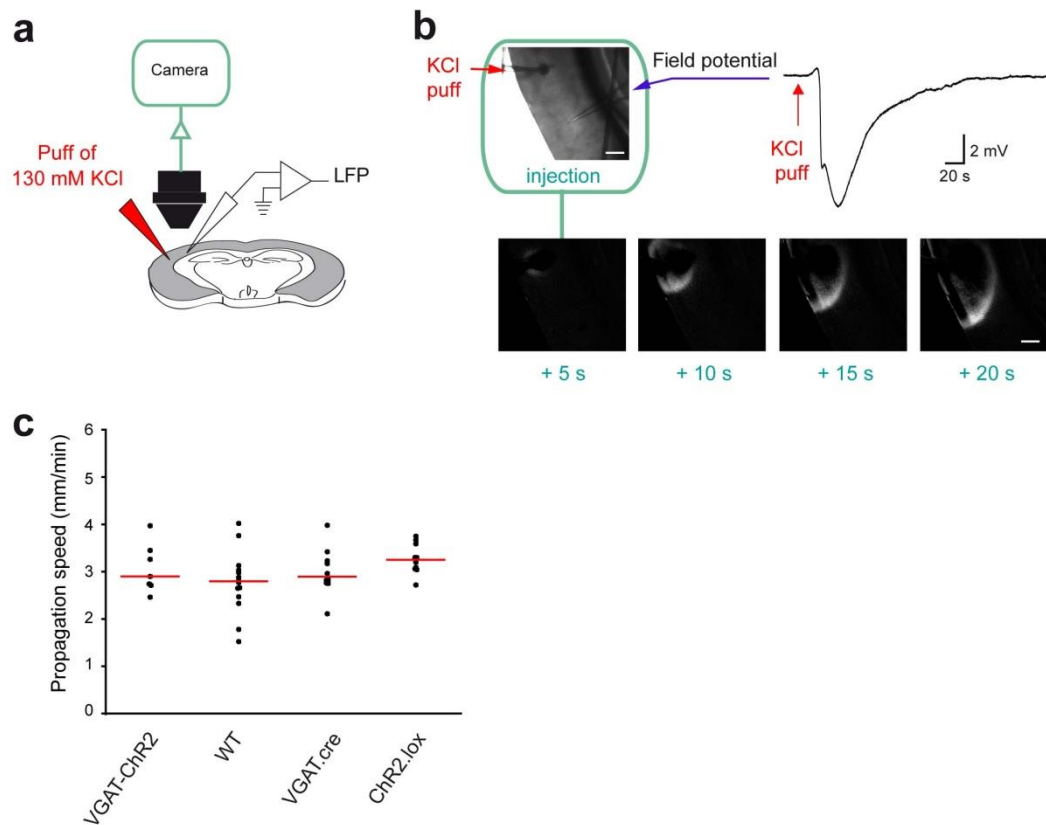 a
Camera
Puff of
130 mM KCl
LFP
b
KCl
puff
Field potential
injection
KCl
puff
2 mV
20 s
+ 5 s
+ 10 s
+ 15 s
+ 20 s
c
Propagation speed (mm/min)
6
5
4
3
2
1
0
VGAT-ChR2
WT
VGAT.cre
ChR2.lox